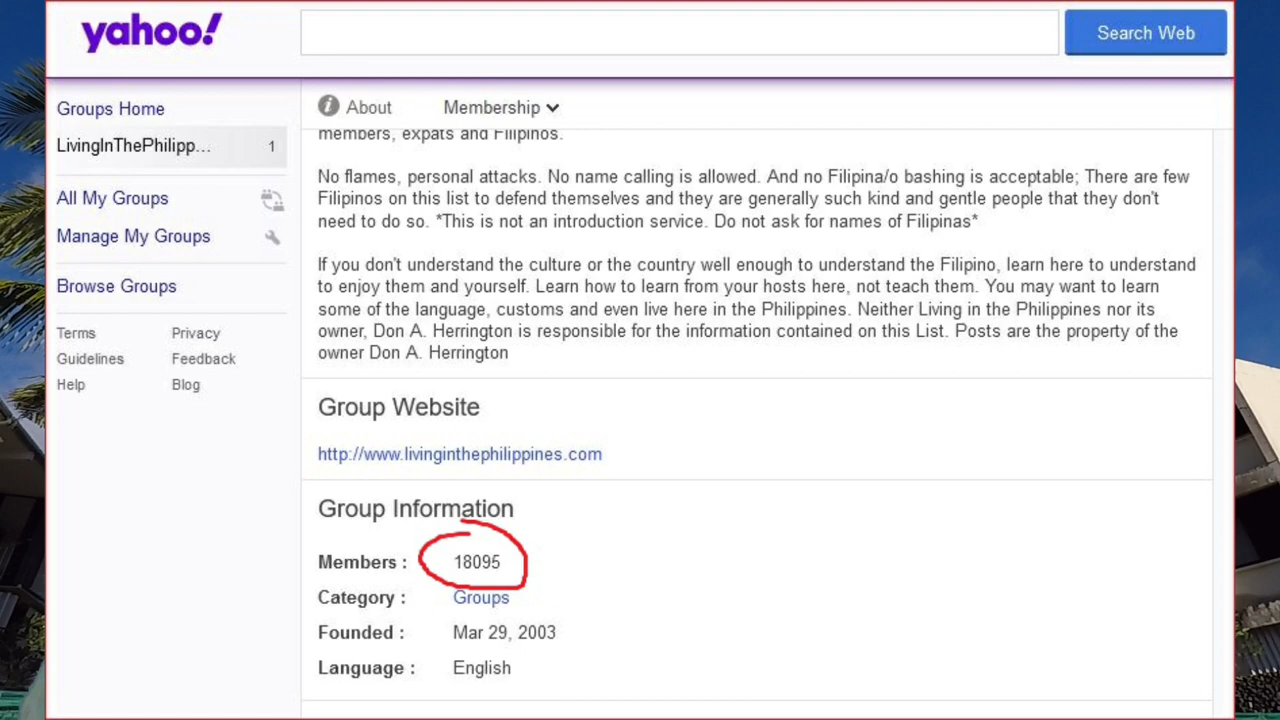 yahoo!
Search Web
Groups Home
LivingInThePhilipp... 1
All My Groups
Manage My Groups
Browse Groups
Terms Privacy
Guidelines Feedback
Help Blog
About Membership
members, expats and Filipinos.
No flames, personal attacks. No name calling is allowed. And no Filipina/o bashing is acceptable; There are few
Filipinos on this list to defend themselves and they are generally such kind and gentle people that they don't
need to do so. *This is not an introduction service. Do not ask for names of Filipinas*
If you don't understand the culture or the country well enough to understand the Filipino, learn here to understand
to enjoy them and yourself. Learn how to learn from your hosts here, not teach them. You may want to learn
some of the language, customs and even live here in the Philippines. Neither Living in the Philippines nor its
owner, Don A. Herrington is responsible for the information contained on this List. Posts are the property of the
owner Don A. Herrington
Group Website
http://www.livinginthephilippines.com
Group Information
Members : 18095
Category : Groups
Founded : Mar 29, 2003
Language : English